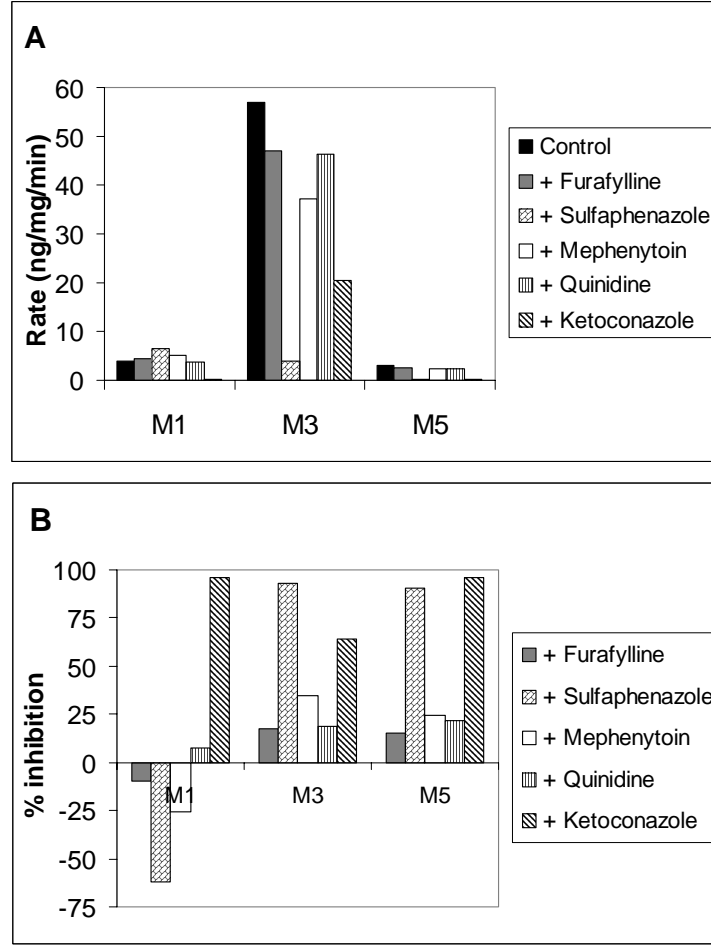 A
Rate (ng/mg/min)
60
50
40
30
20
10
0
M1 M3 M5
Control
+ Furafylline
+ Sulfaphenazole
+ Mephenytoin
+ Quinidine
+ Ketoconazole
B
% inhibition
100
75
50
25
0
-25
-50
-75
M1 M3 M5
+ Furafylline
+ Sulfaphenazole
+ Mephenytoin
+ Quinidine
+ Ketoconazole